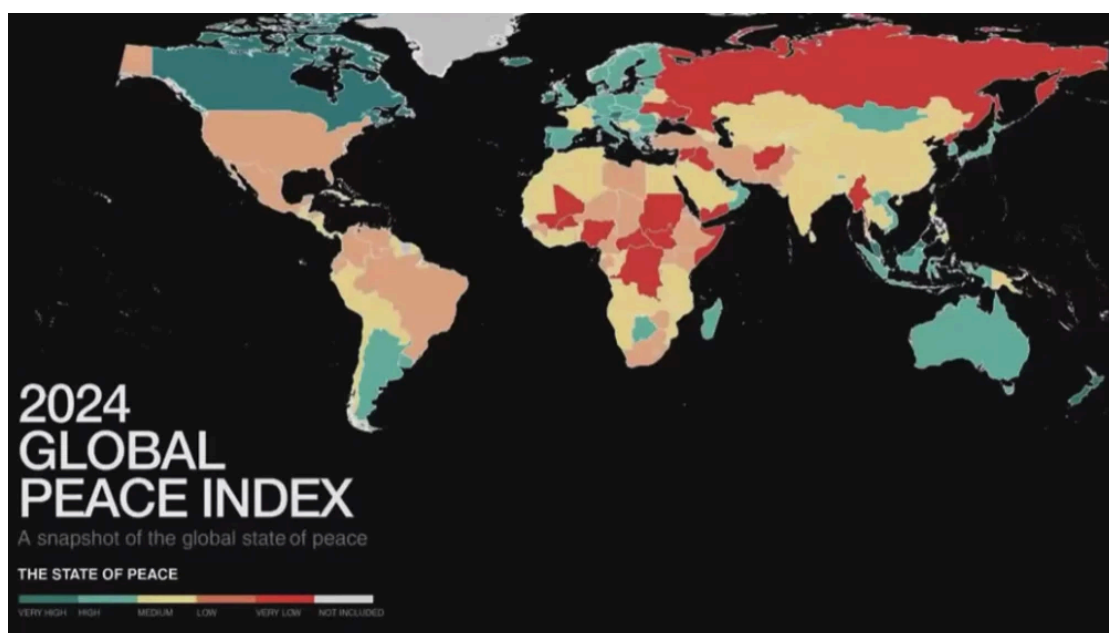 2024
GLOBAL
PEACE INDEX
A snapshot of the global state of peace
THE STATE OF PEACE
VERY HIGH HIGH MEDIUM LOW VERY LOW NOT INCLUDED